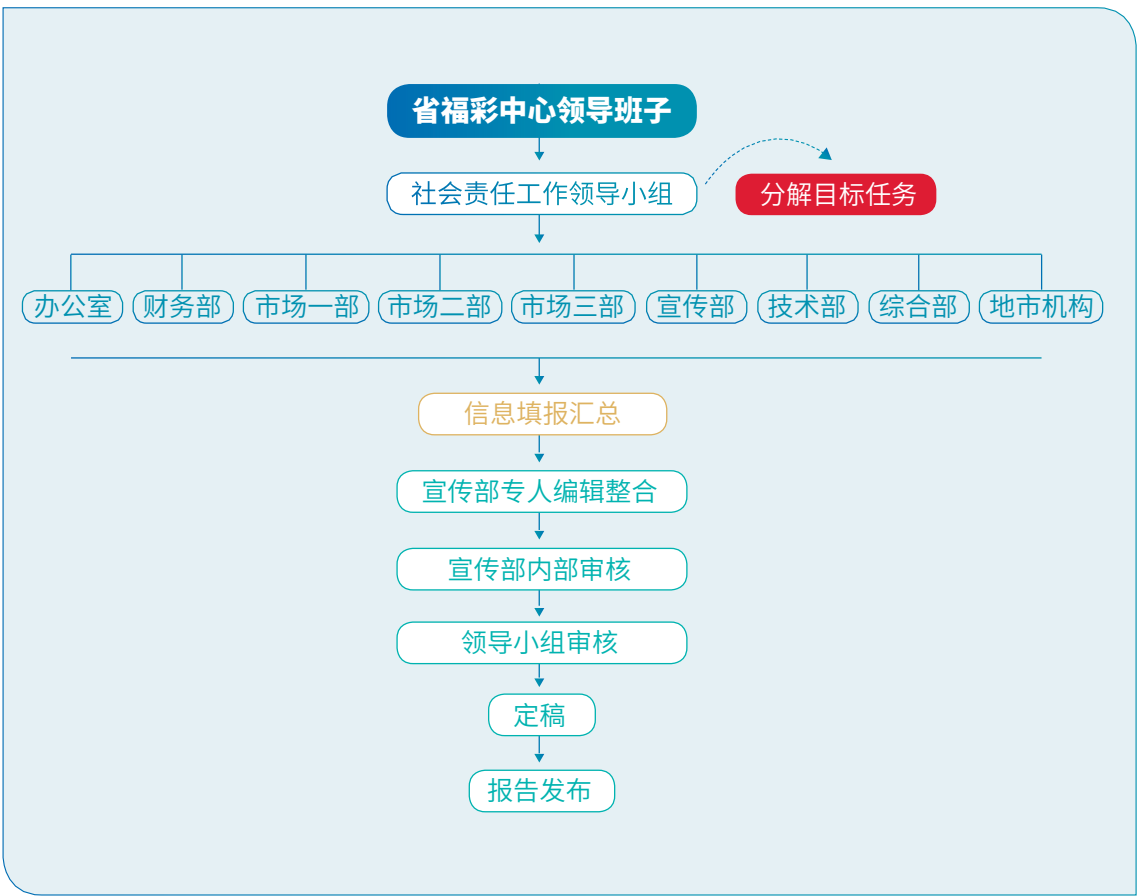 省福彩中心领导班子
社会责任工作领导小组
分解目标任务
办公室
财务部
市场一部
市场二部
市场三部
宣传部
技术部
综合部
地市机构
信息填报汇总
宣传部专人编辑整合
宣传部内部审核
领导小组审核
定稿
报告发布